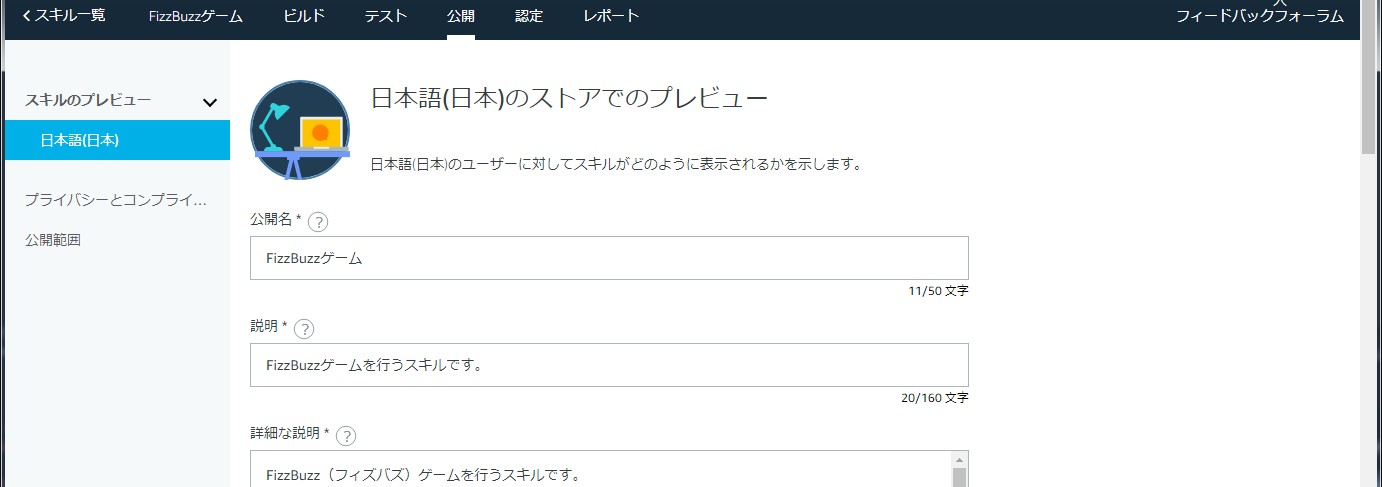 スキル一覧 FizzBuzzゲーム ビルド テスト 公開 認定 レポート フィードバックフォーラム
スキルのプレビュー
日本語(日本)
プライバシーとコンプライ...
公開範囲
日本語(日本)のストアでのプレビュー
日本語(日本)のユーザーに対してスキルがどのように表示されるかを示します。
公開名 * ?
FizzBuzzゲーム
11/50 文字
説明 * ?
FizzBuzzゲームを行うスキルです。
20/160 文字
詳細な説明 * ?
FizzBuzz（フィズバズ）ゲームを行うスキルです。